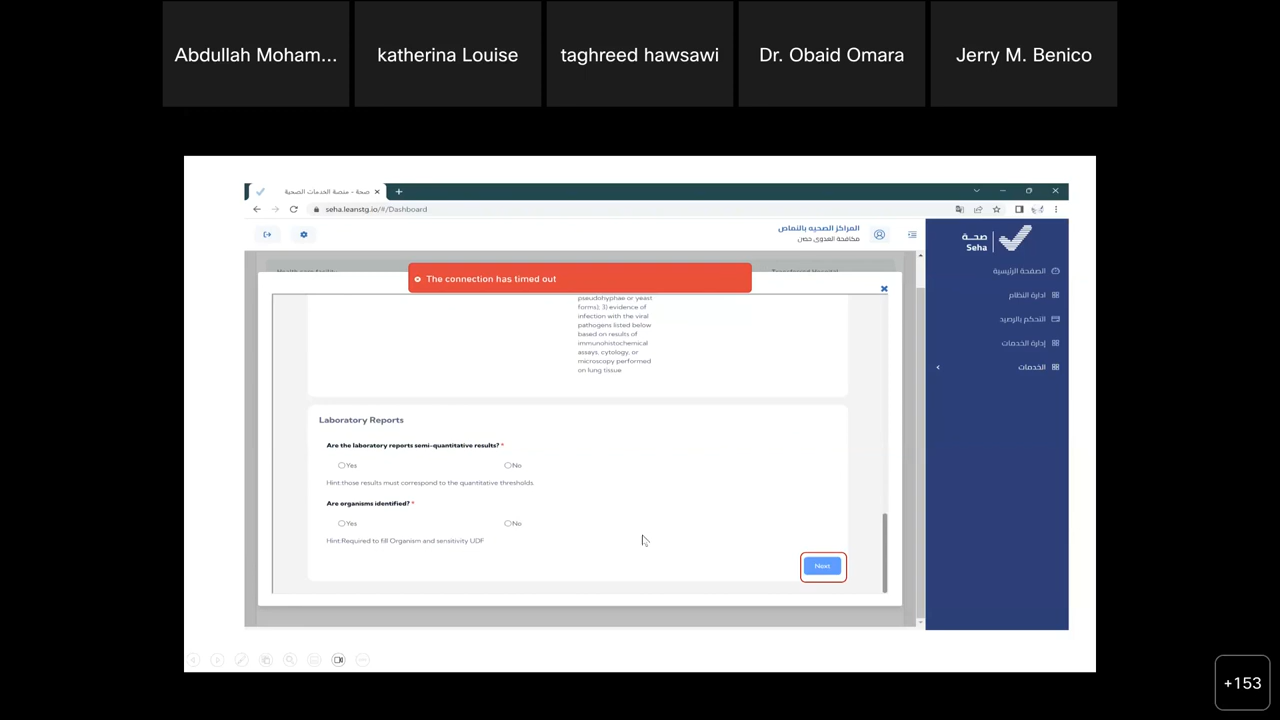 Abdullah Moham...
katherina Louise
taghreed hawsawi
Dr. Obaid Omara
Jerry M. Benico
صحة - منصة الخدمات الصحية
seha.leanstg.io/#/Dashboard
المراكز الصحيه بالنماص
مكافحة العدوى حصن
صحة
Seha
The connection has timed out
الصفحة الرئيسية
ادارة النظام
التحكم بالرصيد
إدارة الخدمات
الخدمات
pseudohyphae or yeast
forms); 3) evidence of
infection with the viral
pathogens listed below
based on results of
immunohistochemical
assays, cytology, or
microscopy performed
on lung tissue
Laboratory Reports
Are the laboratory reports semi-quantitative results? *
Yes No
Hint those results must correspond to the quantitative thresholds.
Are organisms identified? *
Yes No
Hint:Required to fill Organism and sensitivity UDF
Next
+153